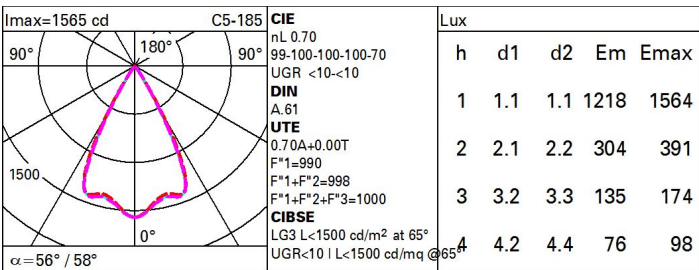 Imax=1565 cd C5-185
90° 180° 90°
1500
0°
α=56° / 58°
CIE
nL 0.70
99-100-100-100-70
UGR <10-<10
DIN
A.61
UTE
0.70A+0.00T
F"1=990
F"1+F"2=998
F"1+F"2+F"3=1000
CIBSE
LG3 L<1500 cd/m² at 65°
UGR<10 | L<1500 cd/mq @65°
Lux
h d1 d2 Em Emax
1 1.1 1.1 1218 1564
2 2.1 2.2 304 391
3 3.2 3.3 135 174
4 4.2 4.4 76 98